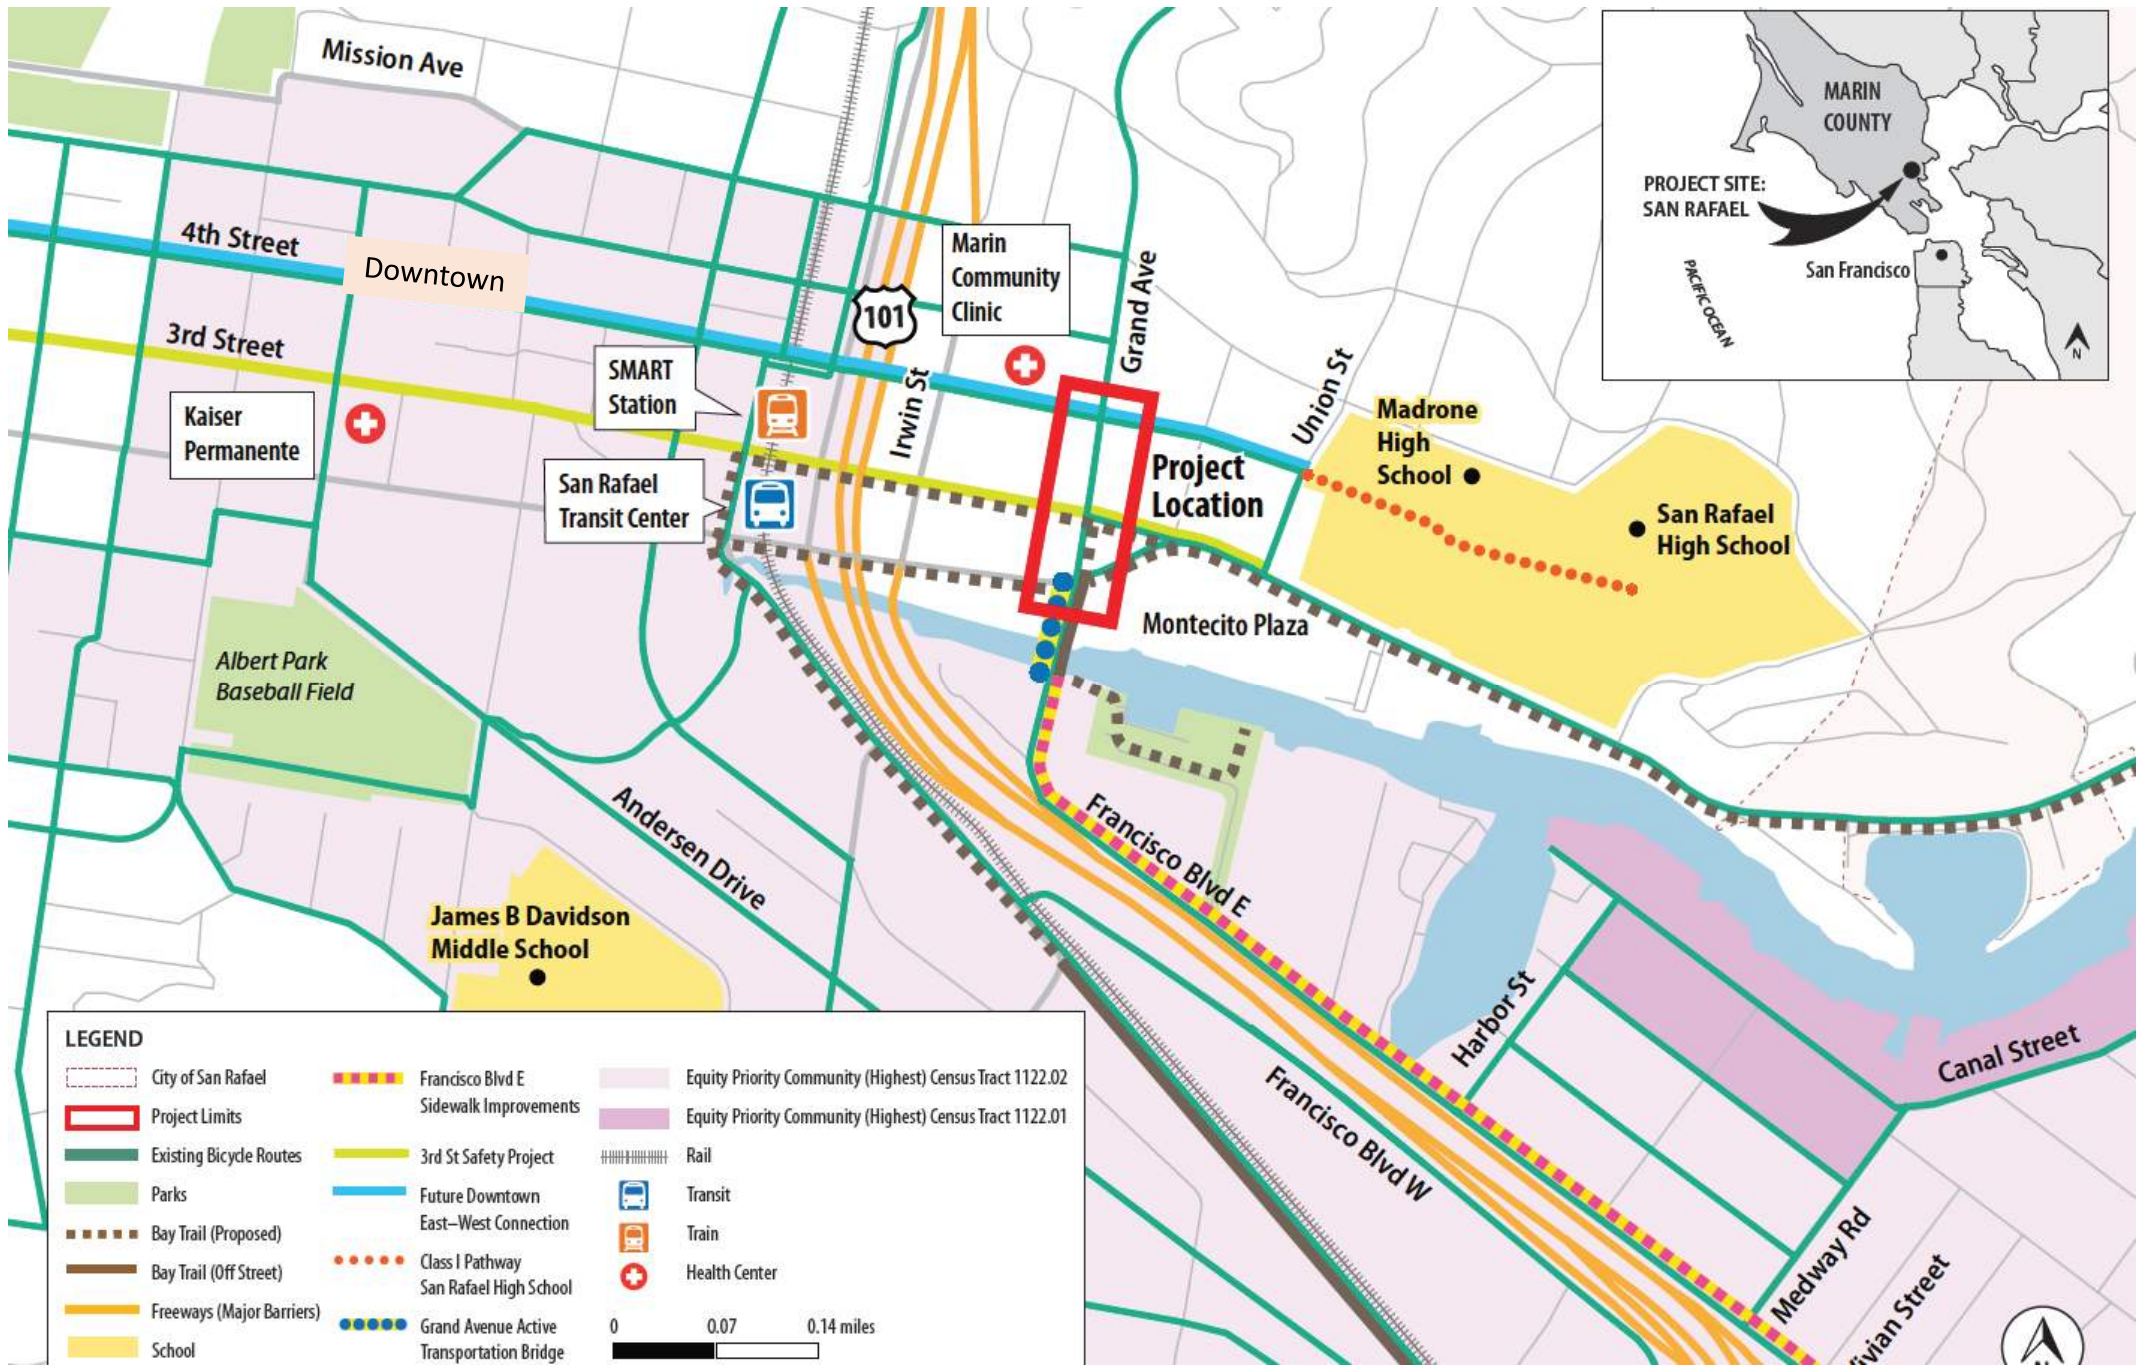 Mission Ave
4th Street
Downtown
3rd Street
Kaiser
Permanente
SMART
Station
San Rafael
Transit Center
101
Irwin St
Marin
Community
Clinic
Grand Ave
Union St
Project
Location
Madrone
High
School
San Rafael
High School
Montecito Plaza
MARIN
COUNTY
PROJECT SITE:
SAN RAFAEL
San Francisco
PACIFIC OCEAN
N
Albert Park
Baseball Field
Andersen Drive
James B Davidson
Middle School
Francisco Blvd E
Francisco Blvd W
Harbor St
Canal Street
Medway Rd
LEGEND
City of San Rafael
Project Limits
Existing Bicycle Routes
Parks
Bay Trail (Proposed)
Bay Trail (Off Street)
Freeways (Major Barriers)
School
Francisco Blvd E
Sidewalk Improvements
3rd St Safety Project
Future Downtown
East–West Connection
Class I Pathway
San Rafael High School
Grand Avenue Active
Transportation Bridge
Equity Priority Community (Highest) Census Tract 1122.02
Equity Priority Community (Highest) Census Tract 1122.01
Rail
Transit
Train
Health Center
0 0.07 0.14 miles
Street